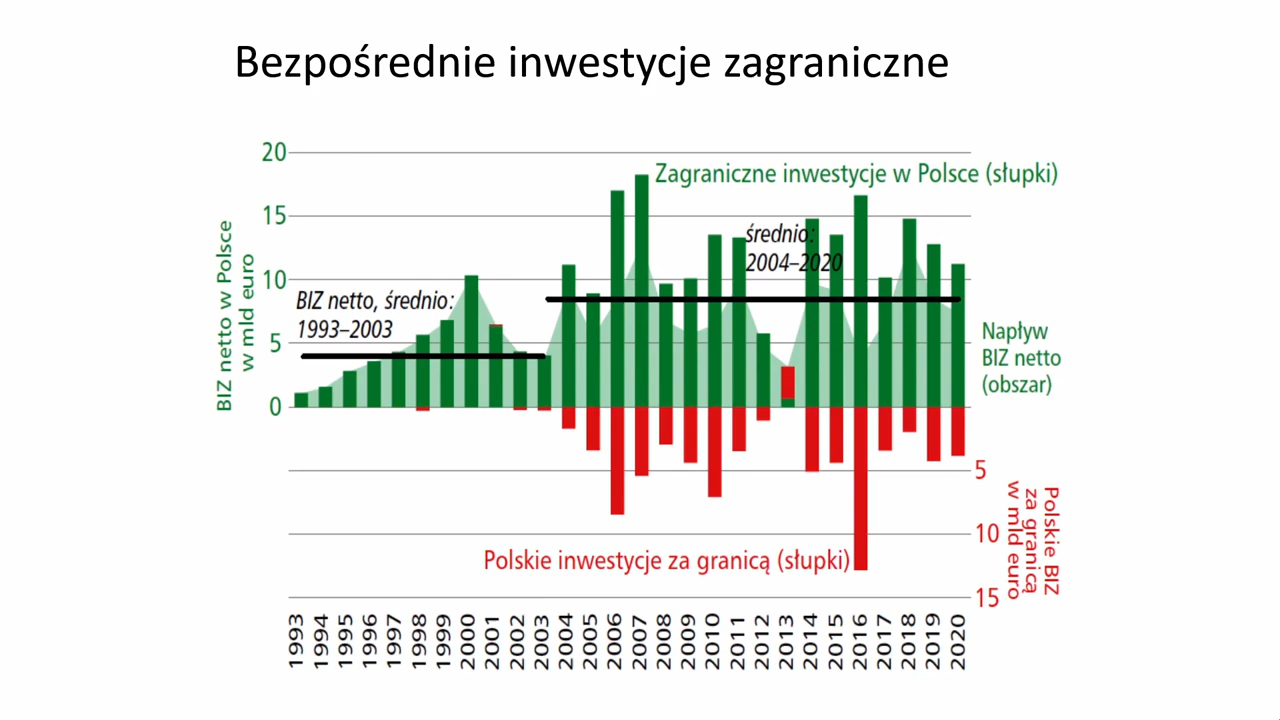 Bezpośrednie inwestycje zagraniczne
20
15
10
5
0
BIZ netto w Polsce
w mld euro
Zagraniczne inwestycje w Polsce (słupki)
średnio:
2004–2020
BIZ netto, średnio:
1993–2003
Napływ
BIZ netto
(obszar)
5
10
15
Polskie BIZ
za granicą
w mld euro
Polskie inwestycje za granicą (słupki)
1993
1994
1995
1996
1997
1998
1999
2000
2001
2002
2003
2004
2005
2006
2007
2008
2009
2010
2011
2012
2013
2014
2015
2016
2017
2018
2019
2020